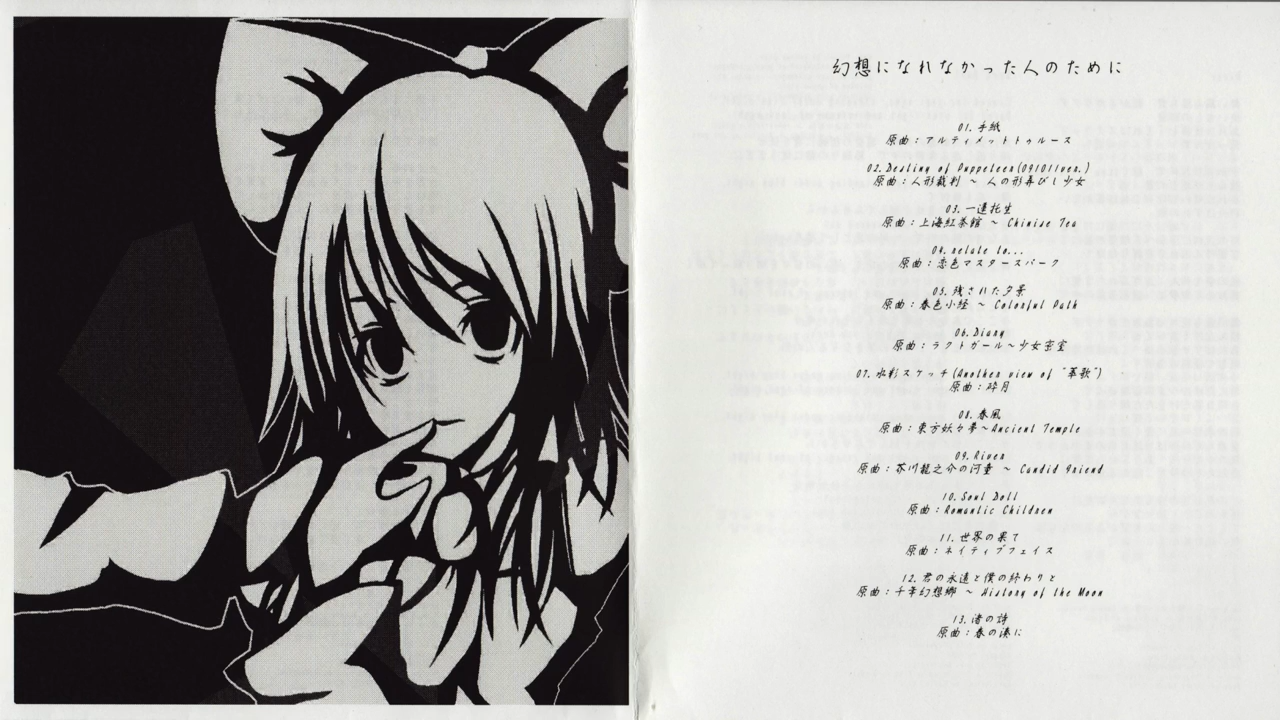 幻想になれなかった人のために
01.手紙
原曲：アルティメットトゥルース
02.Destiny of Puppeteer(091011ver.)
原曲：人形裁判 ～ 人の形弄びし少女
03.一蓮托生
原曲：上海紅茶館 ～ Chinise Tea
04.relate to...
原曲：恋色マスタースパーク
05.残された夕景
原曲：春色小径 ～ Colorful Path
06.Diary
原曲：ラクトガール～少女密室
07.水彩スケッチ(Another view of "華歌")
原曲：砕月
08.春風
原曲：東方妖々夢～Ancient Temple
09.River
原曲：芥川龍之介の河童 ～ Candid Friend
10.Soul Doll
原曲：Romantic Children
11.世界の果て
原曲：ネイティブフェイス
12.君の永遠と僕の終わりと
原曲：千年幻想郷 ～ History of the Moon
13.渚の詩
原曲：春の湊に